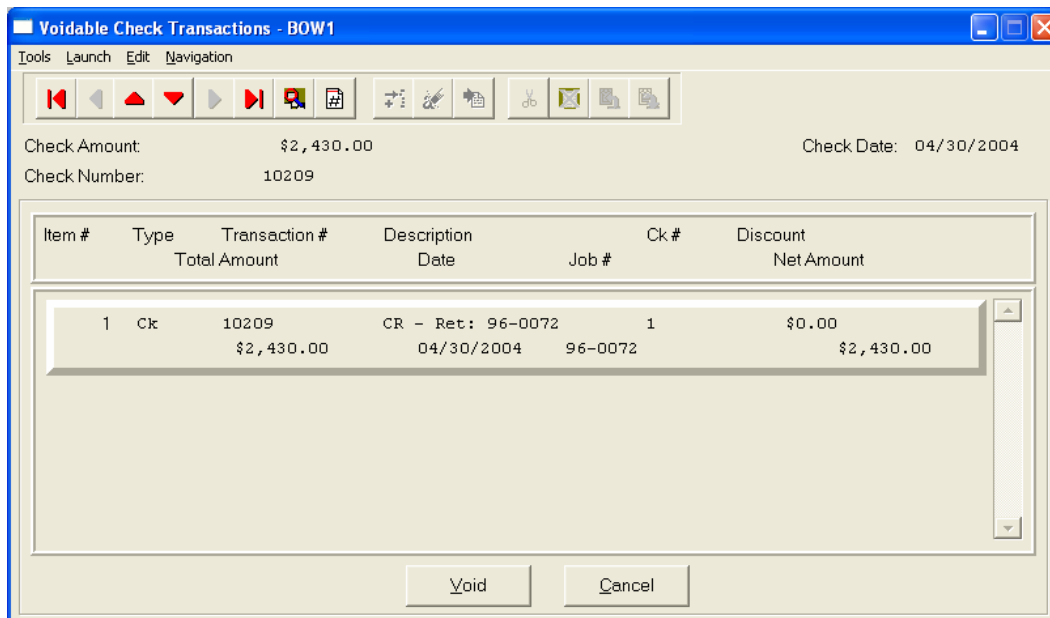 Voidable Check Transactions - BOW1
Tools Launch Edit Navigation
Check Amount: $2,430.00 Check Date: 04/30/2004
Check Number: 10209
Item # Type Transaction # Description Ck # Discount
Total Amount Date Job # Net Amount
1 Ck 10209 CR - Ret: 96-0072 1 $0.00
$2,430.00 04/30/2004 96-0072 $2,430.00
Void Cancel